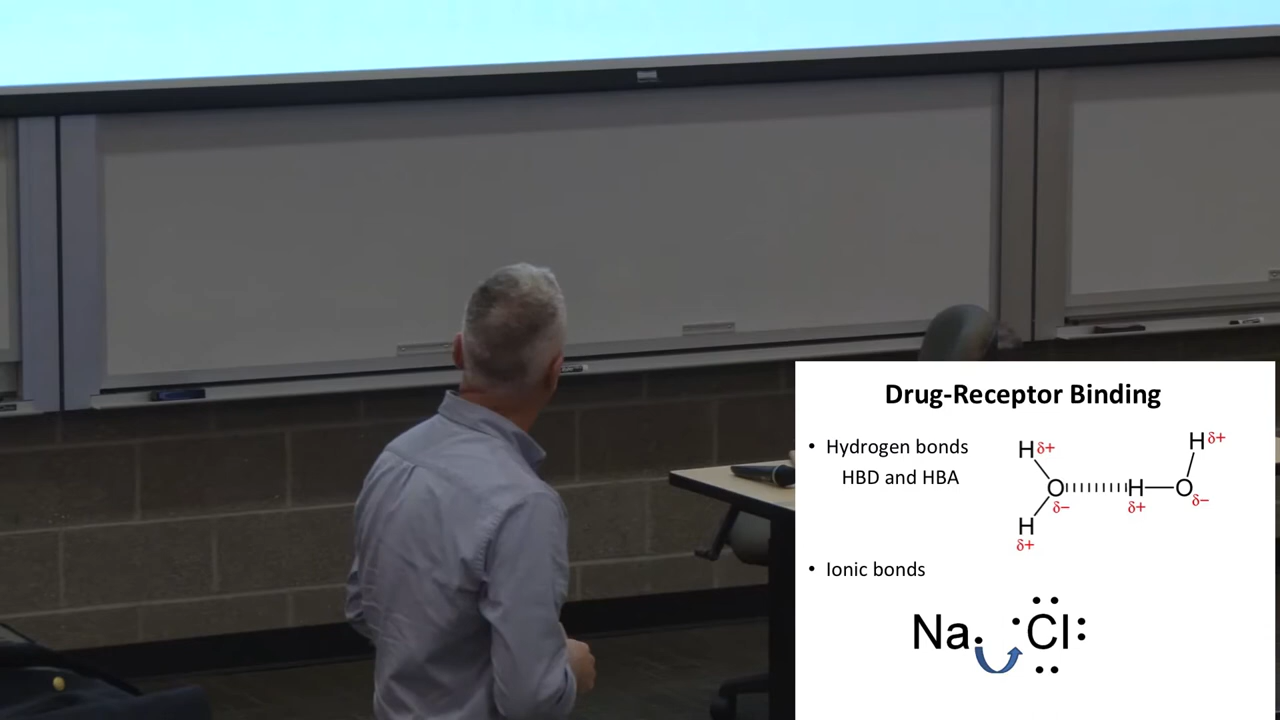 Drug-Receptor Binding
• Hydrogen bonds
HBD and HBA
H δ+
H δ+
O H O
δ− δ+ δ−
H
δ+
• Ionic bonds
Na. :Cl: